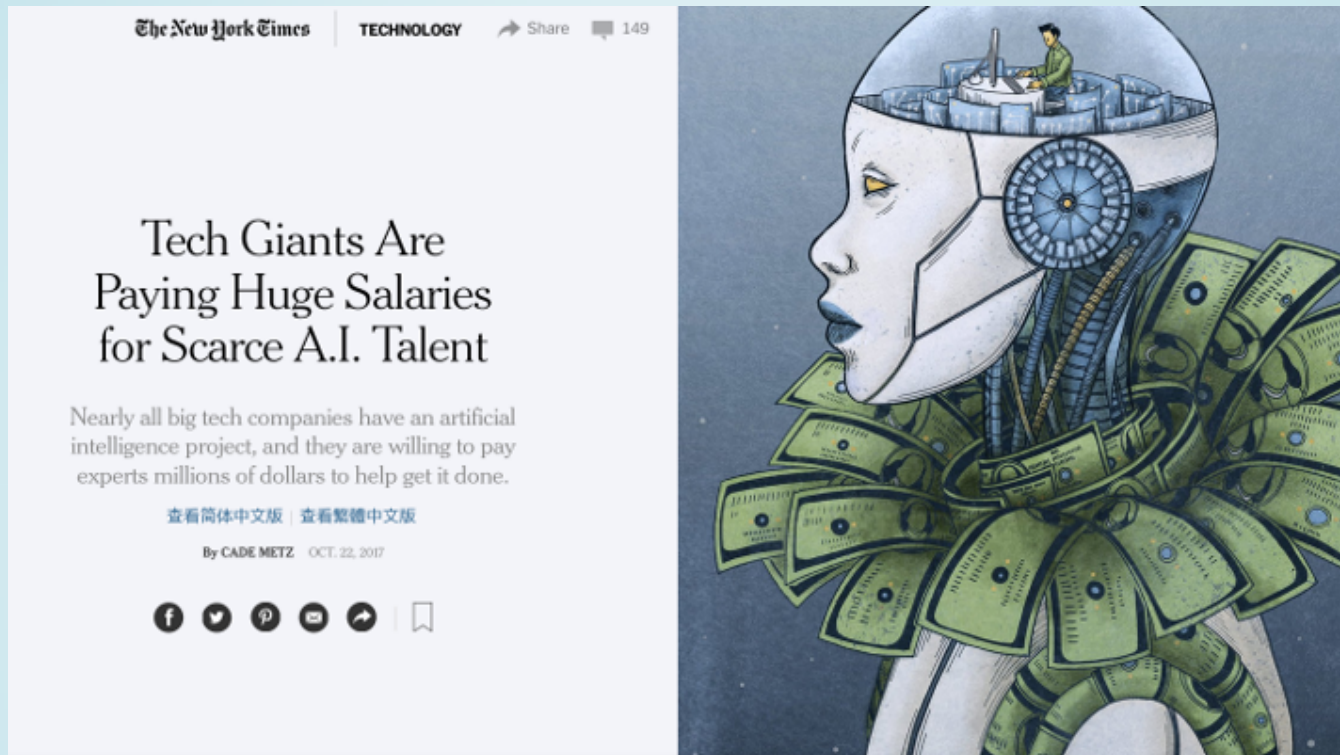 The New York Times TECHNOLOGY Share 149
Tech Giants Are
Paying Huge Salaries
for Scarce A.I. Talent
Nearly all big tech companies have an artificial
intelligence project, and they are willing to pay
experts millions of dollars to help get it done.
查看简体中文版 | 查看繁體中文版
By CADE METZ OCT. 22, 2017